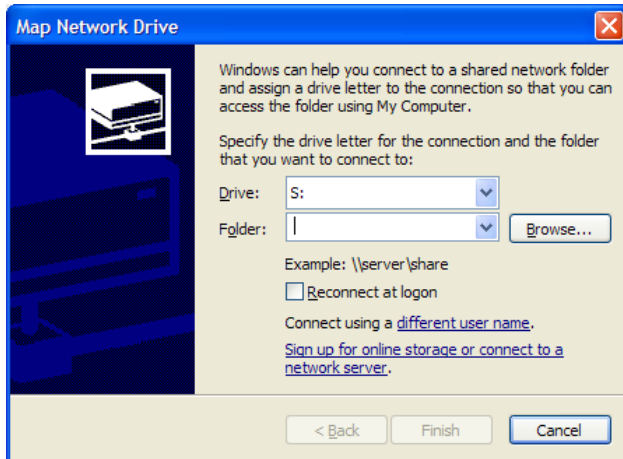 Map Network Drive
Windows can help you connect to a shared network folder
and assign a drive letter to the connection so that you can
access the folder using My Computer.
Specify the drive letter for the connection and the folder
that you want to connect to:
Drive: S:
Folder: Browse...
Example: \\server\share
Reconnect at logon
Connect using a different user name.
Sign up for online storage or connect to a
network server.
< Back Finish Cancel